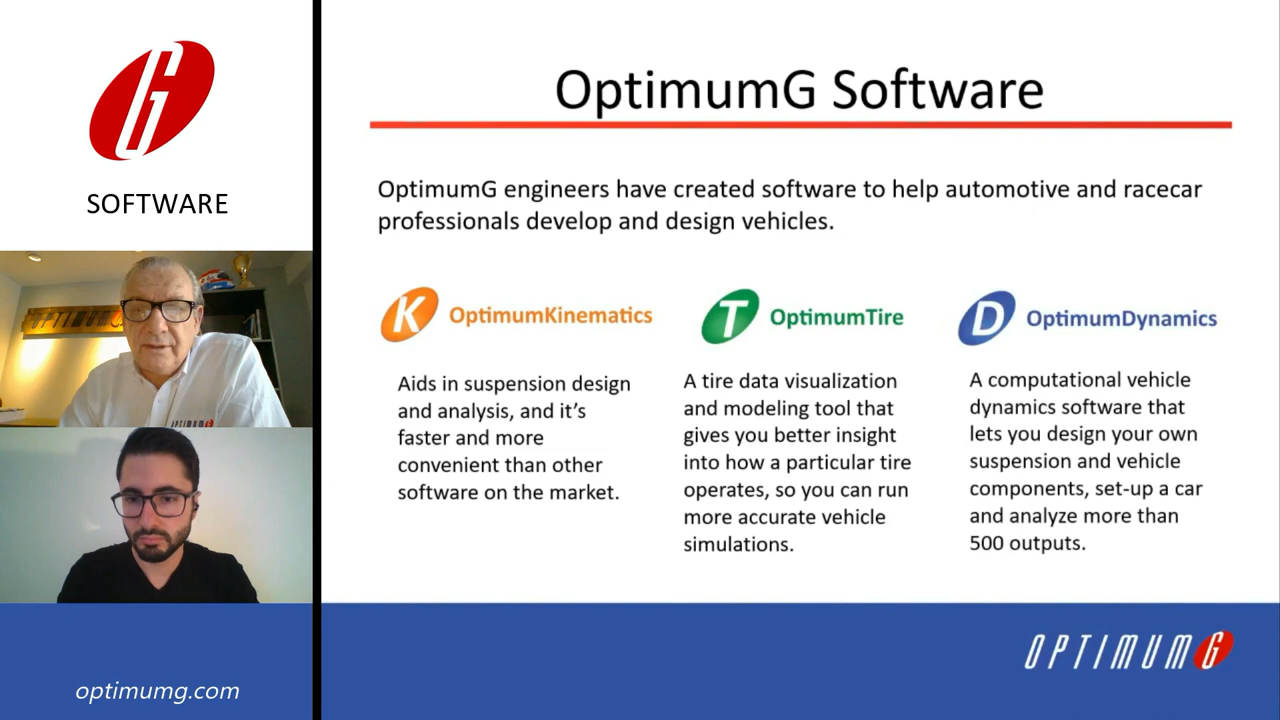 G
SOFTWARE
OPTIMUMG
OPTIMUMG
optimumg.com
OptimumG Software
OptimumG engineers have created software to help automotive and racecar
professionals develop and design vehicles.
K OptimumKinematics
Aids in suspension design
and analysis, and it’s
faster and more
convenient than other
software on the market.
T OptimumTire
A tire data visualization
and modeling tool that
gives you better insight
into how a particular tire
operates, so you can run
more accurate vehicle
simulations.
D OptimumDynamics
A computational vehicle
dynamics software that
lets you design your own
suspension and vehicle
components, set-up a car
and analyze more than
500 outputs.
OPTIMUMG